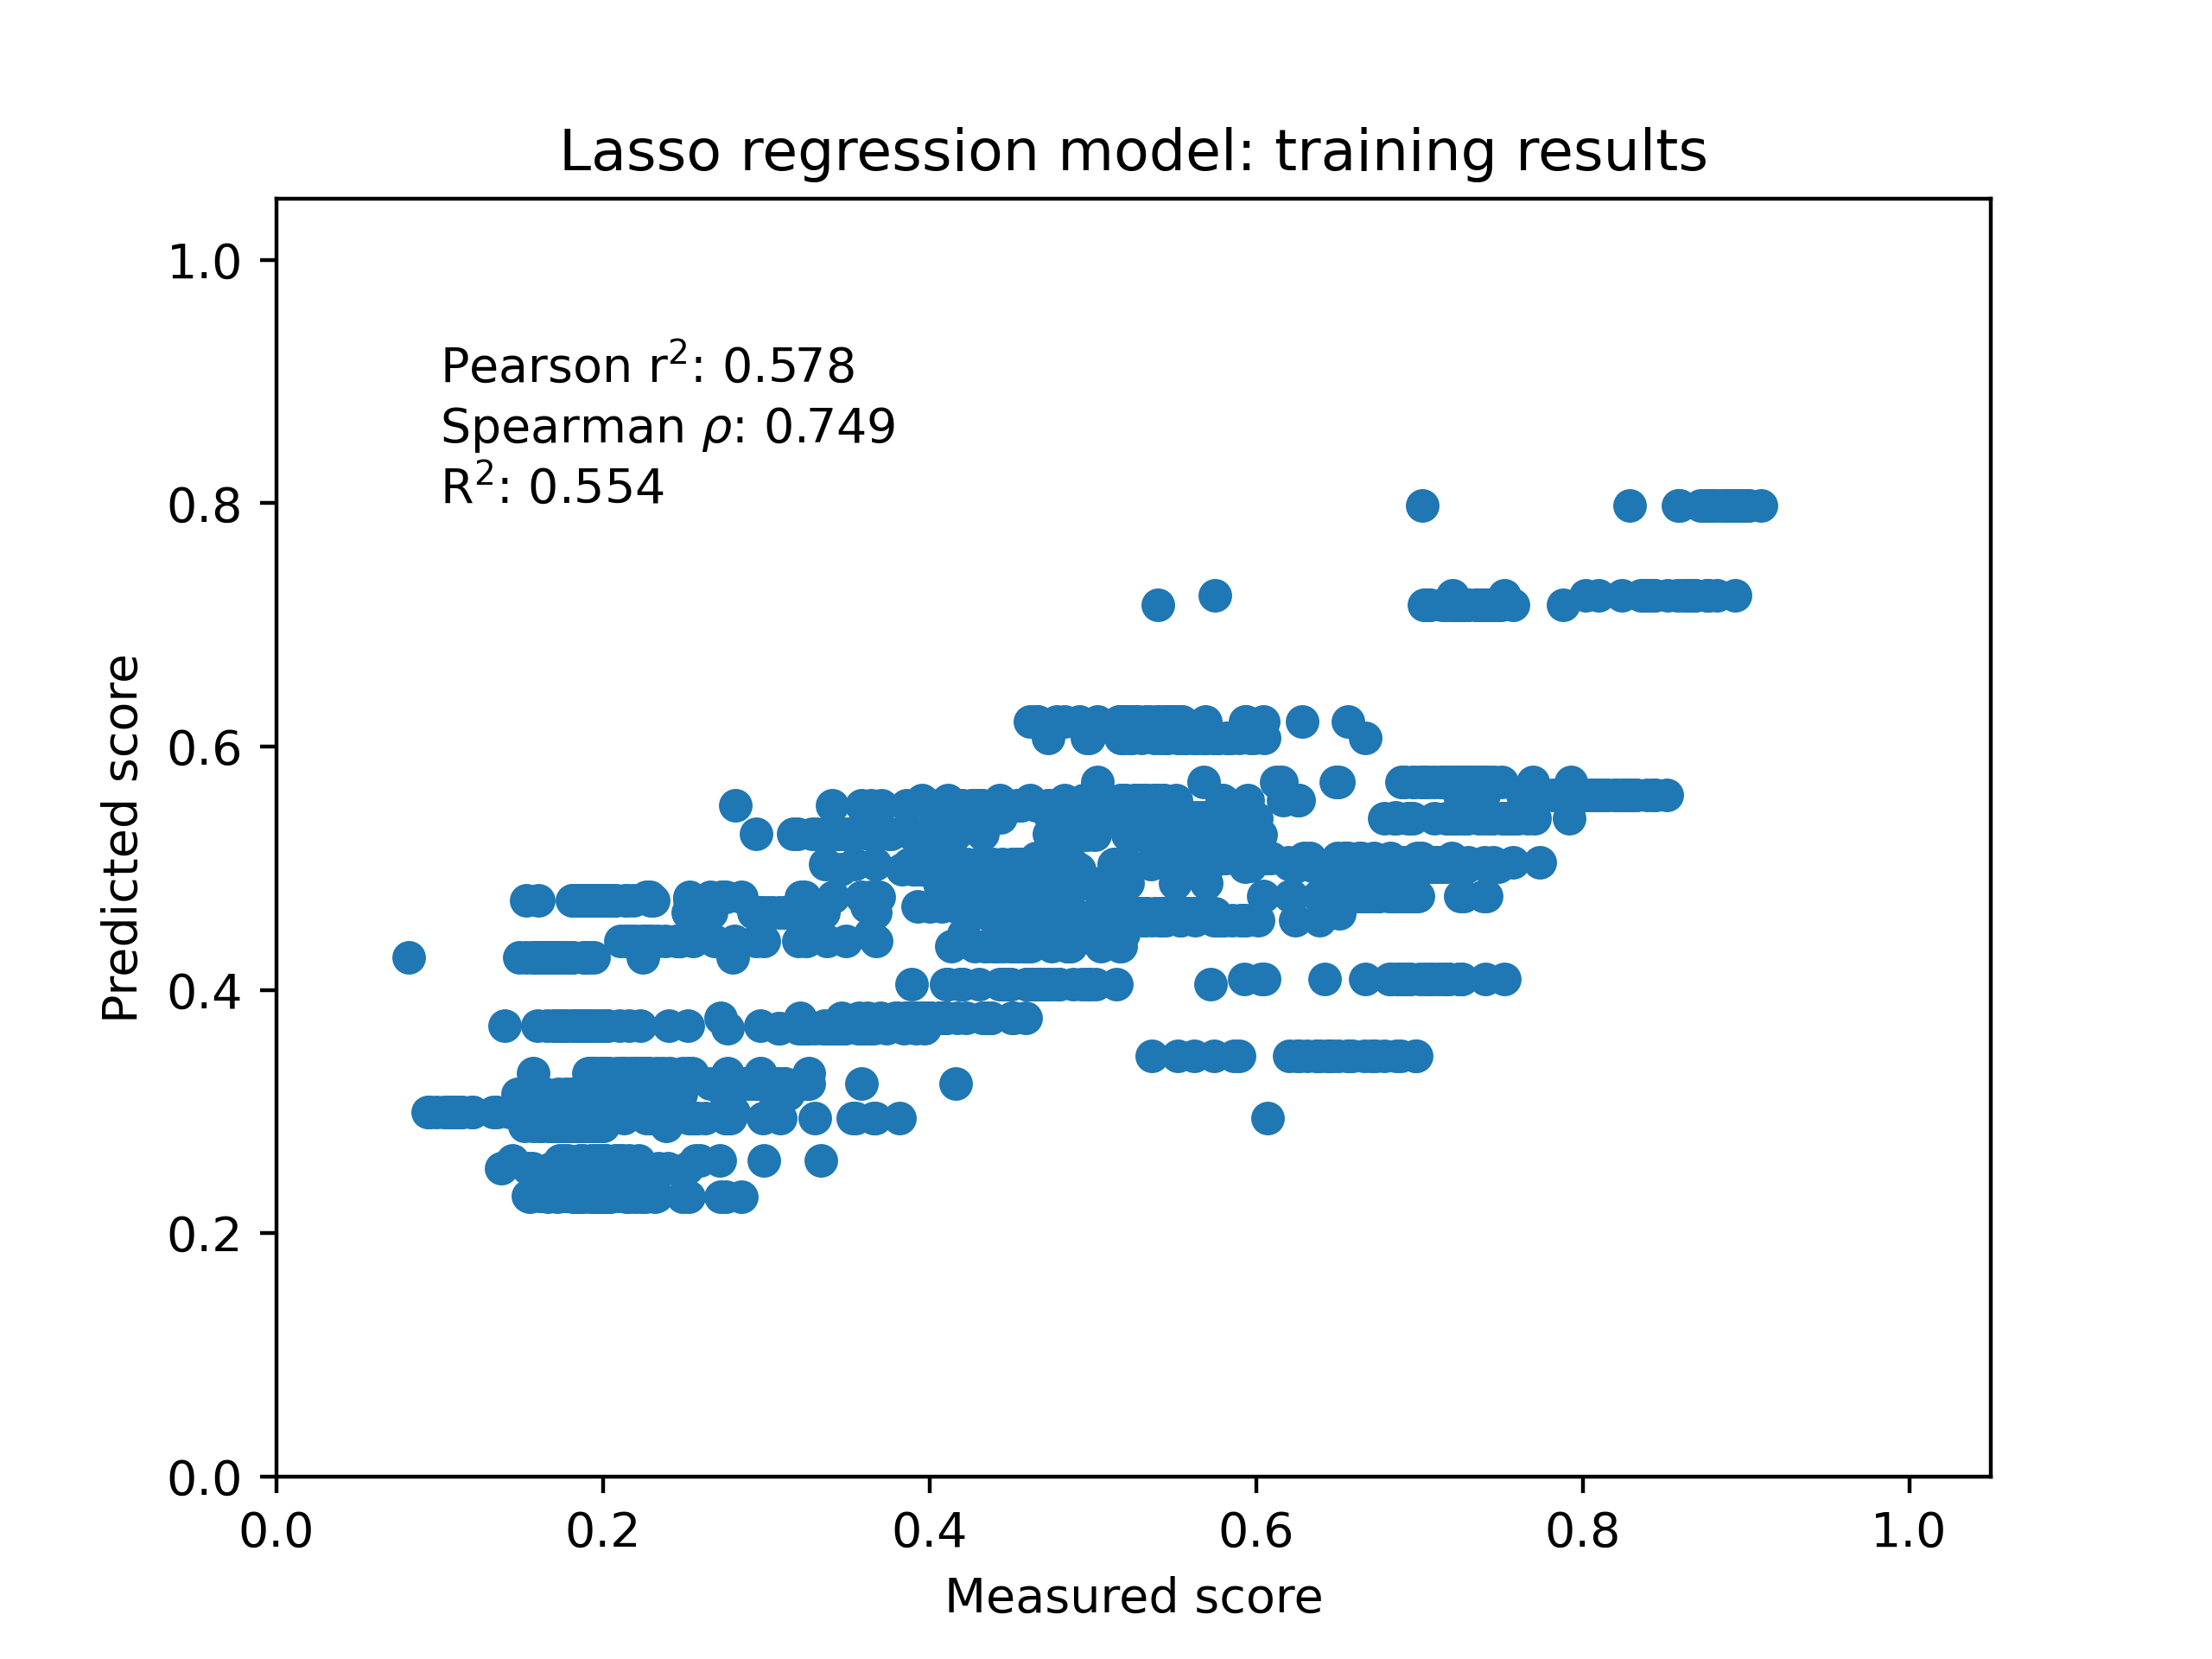 Lasso regression model: training results
1.0
Pearson r²: 0.578
Spearman ρ: 0.749
R²: 0.554
0.8
0.6
0.4
0.2
0.0
Predicted score
0.0 0.2 0.4 0.6 0.8 1.0
Measured score